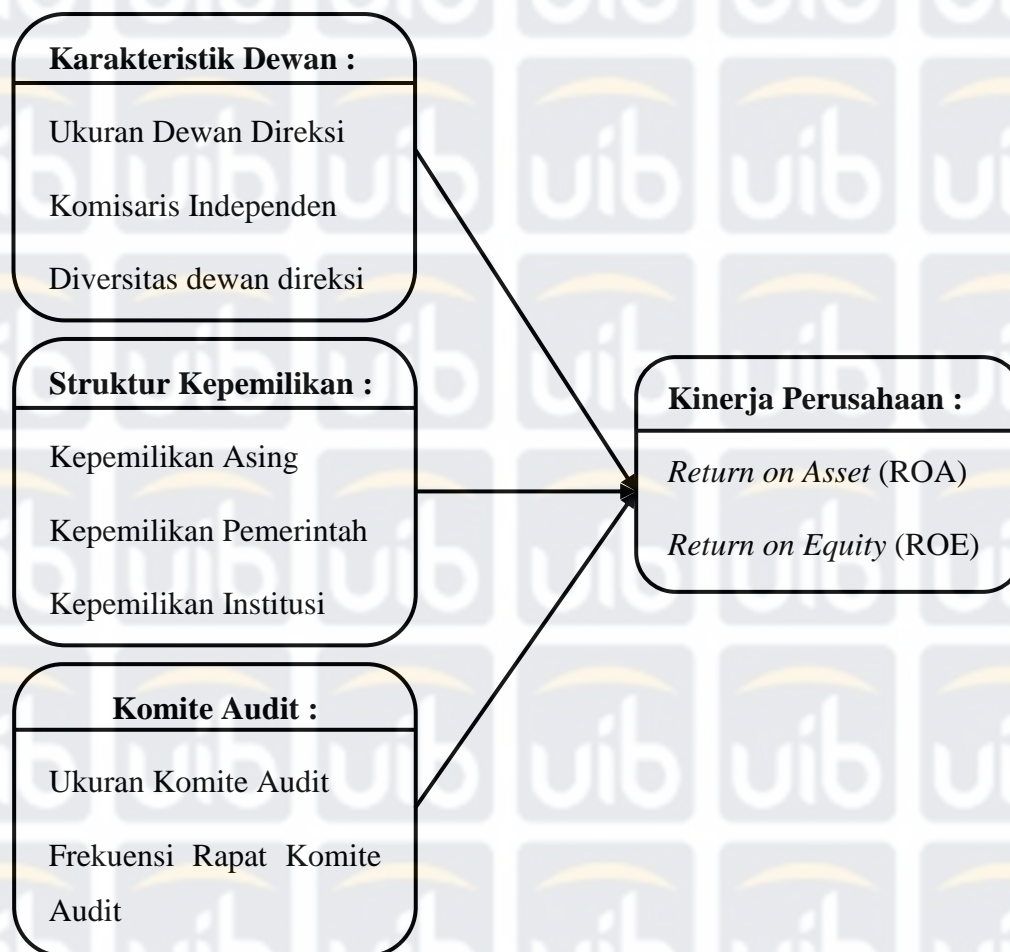 Karakteristik Dewan :
Ukuran Dewan Direksi
Komisaris Independen
Diversitas dewan direksi
Struktur Kepemilikan :
Kepemilikan Asing
Kepemilikan Pemerintah
Kepemilikan Institusi
Komite Audit :
Ukuran Komite Audit
Frekuensi Rapat Komite
Audit
Kinerja Perusahaan :
Return on Asset (ROA)
Return on Equity (ROE)
uib